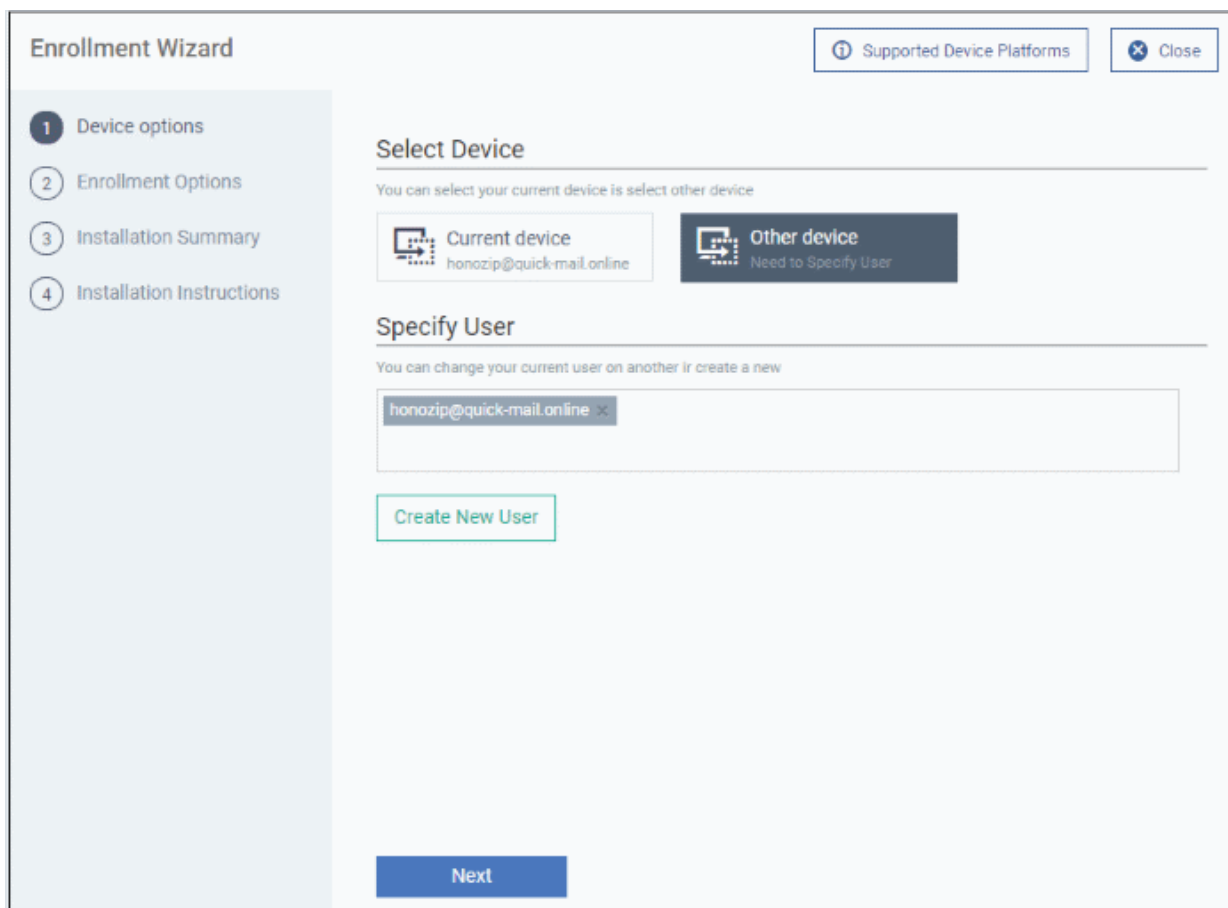 Enrollment Wizard
Supported Device Platforms
Close
1 Device options
2 Enrollment Options
3 Installation Summary
4 Installation Instructions
Select Device
You can select your current device is select other device
Current device
honozip@quick-mail.online
Other device
Need to Specify User
Specify User
You can change your current user on another ir create a new
honozip@quick-mail.online ×
Create New User
Next